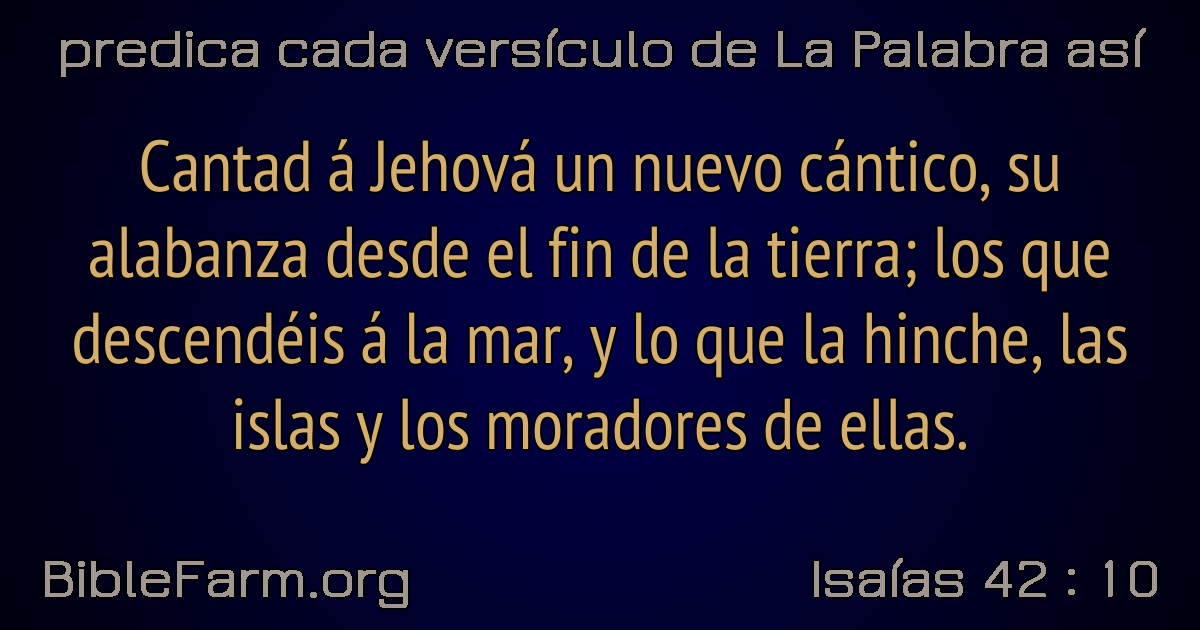 predica cada versículo de La Palabra así
Cantad á Jehová un nuevo cántico, su
alabanza desde el fin de la tierra; los que
descendéis á la mar, y lo que la hinche, las
islas y los moradores de ellas.
BibleFarm.org
Isaías 42 : 10